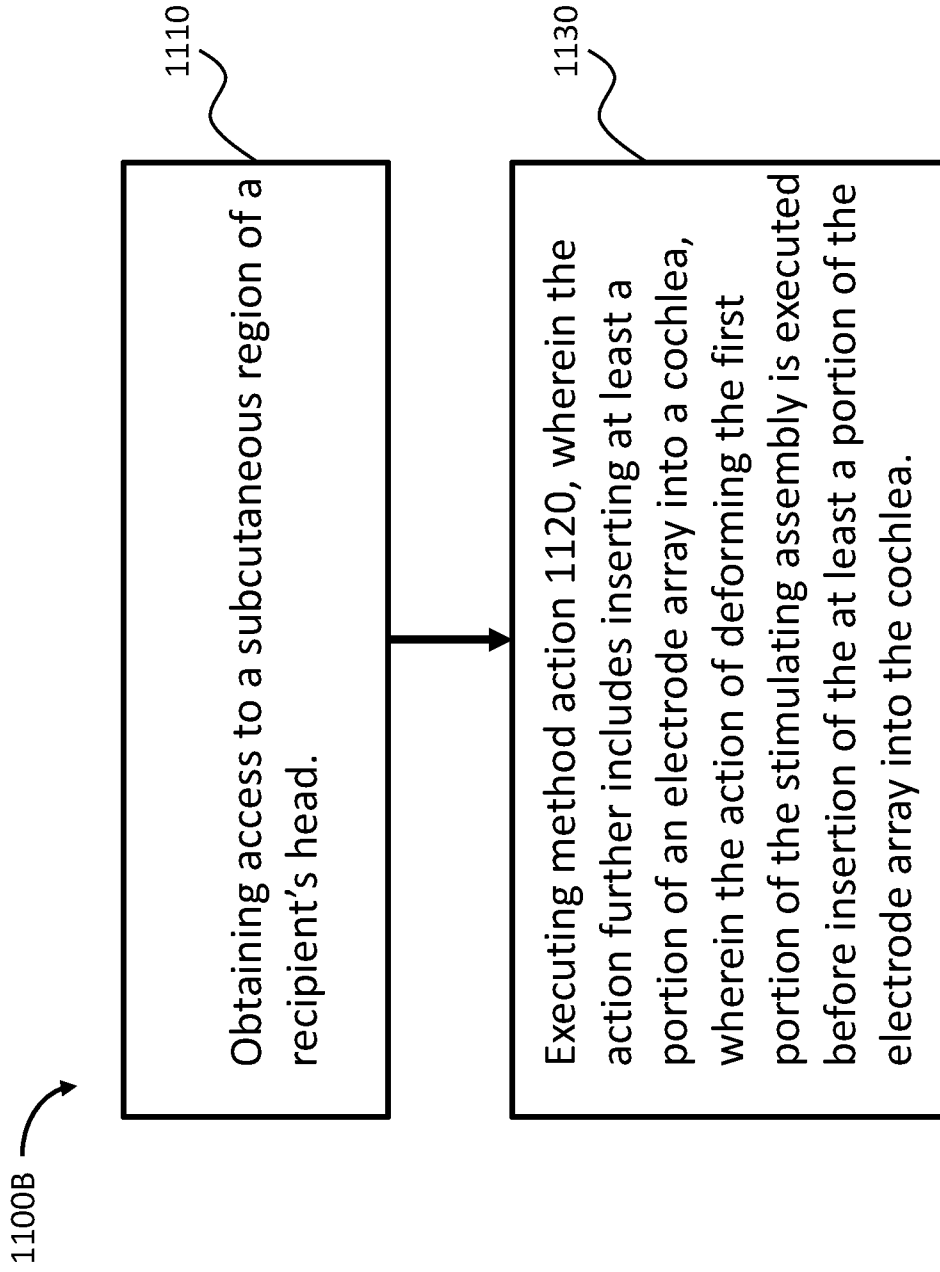 1100B
Obtaining access to a subcutaneous region of a
recipient's head.
1110
Executing method action 1120, wherein the
action further includes inserting at least a
portion of an electrode array into a cochlea,
wherein the action of deforming the first
portion of the stimulating assembly is executed
before insertion of the at least a portion of the
electrode array into the cochlea.
1130